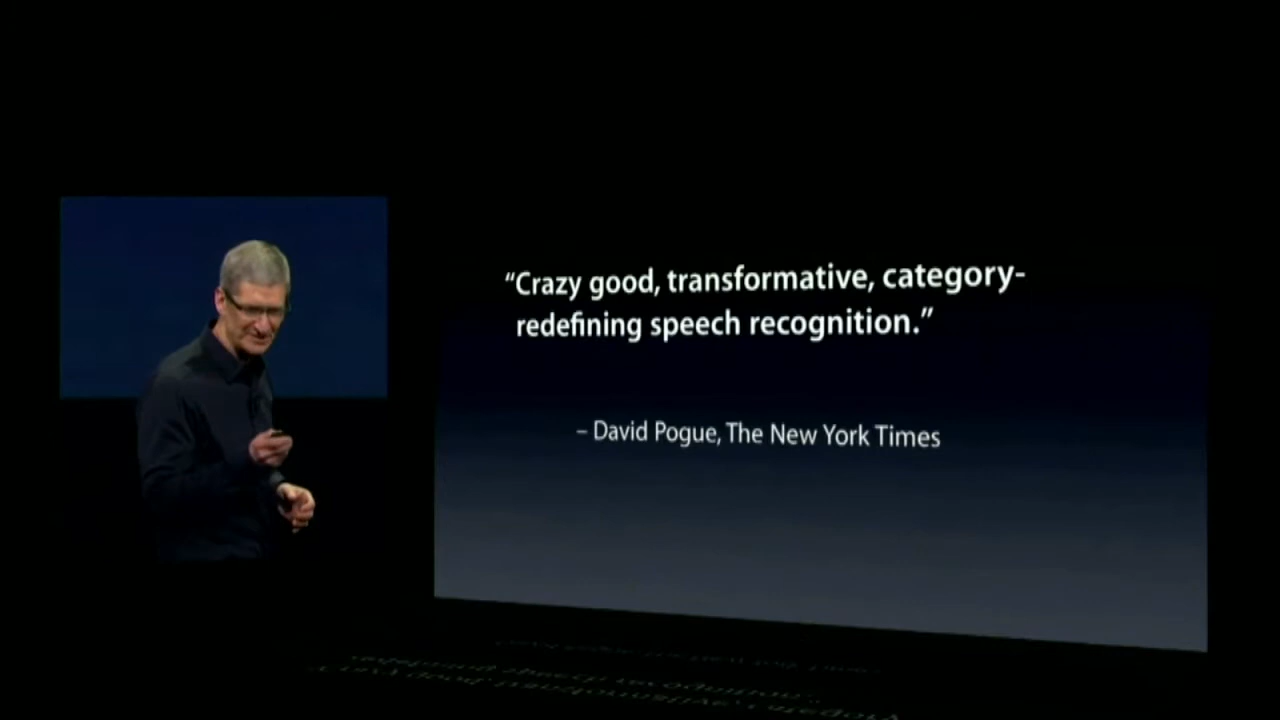 “Crazy good, transformative, category-
redefining speech recognition.”
– David Pogue, The New York Times